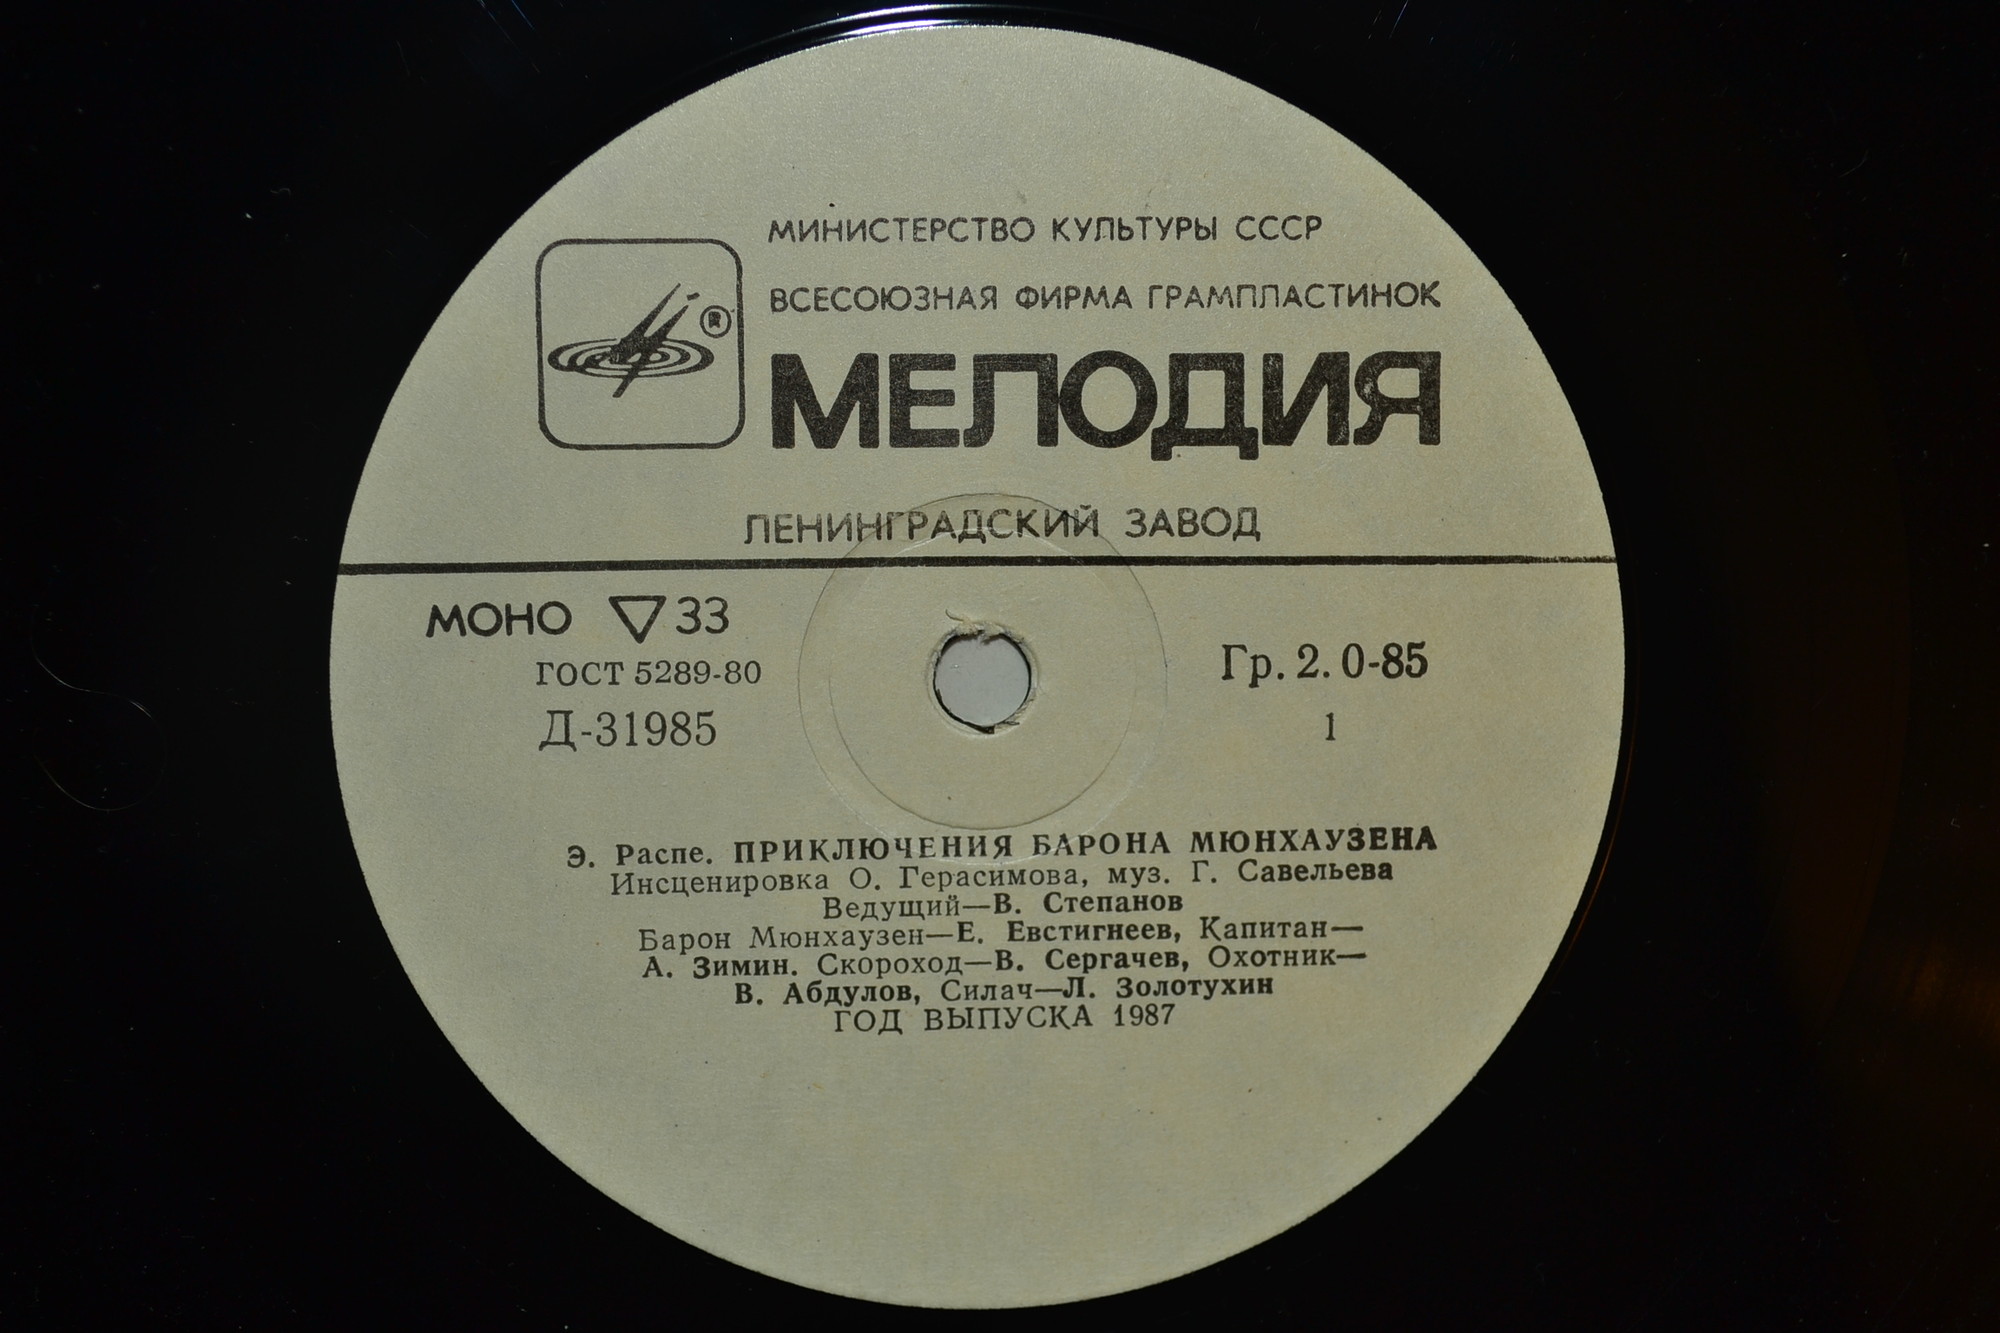 МИНИСТЕРСТВО КУЛЬТУРЫ СССР
ВСЕСОЮЗНАЯ ФИРМА ГРАМПЛАСТИНОК
®
МЕЛОДИЯ
ЛЕНИНГРАДСКИЙ ЗАВОД
МОНО ▽ 33
ГОСТ 5289-80
Д-31985
Гр. 2. 0-85
1
Э. Распе. ПРИКЛЮЧЕНИЯ БАРОНА МЮНХАУЗЕНА
Инсценировка О. Герасимова, муз. Г. Савельева
Ведущий—В. Степанов
Барон Мюнхаузен—Е. Евстигнеев, Капитан—
А. Зимин. Скороход—В. Сергачев, Охотник—
В. Абдулов, Силач—Л. Золотухин
ГОД ВЫПУСКА 1987